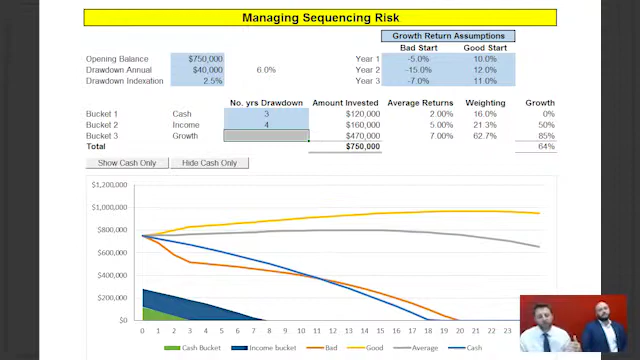 Managing Sequencing Risk
Growth Return Assumptions
Bad Start Good Start
Opening Balance $750,000 Year 1 -5.0% 10.0%
Drawdown Annual $40,000 6.0% Year 2 -15.0% 12.0%
Drawdown Indexation 2.5% Year 3 -7.0% 11.0%
No. yrs Drawdown Amount Invested Average Returns Weighting Growth
Bucket 1 Cash 3 $120,000 2.00% 16.0% 0%
Bucket 2 Income 4 $160,000 5.00% 21.3% 50%
Bucket 3 Growth $470,000 7.00% 62.7% 85%
Total $750,000 64%
Show Cash Only Hide Cash Only
$1,200,000
$1,000,000
$800,000
$600,000
$400,000
$200,000
$0
0 1 2 3 4 5 6 7 8 9 10 11 12 13 14 15 16 17 18 19 20 21 22 23
Cash Bucket Income bucket Bad Good Average Cash